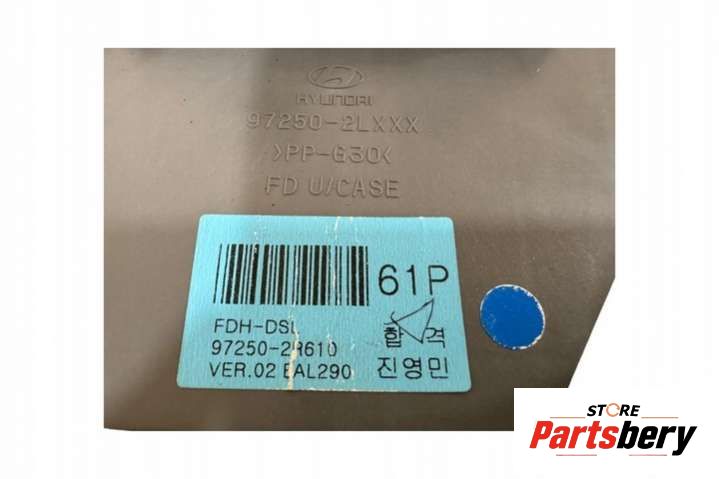 HYUNDAI
97250-2LXXX
>PP-G30<
FD U/CASE
61P
FDH-DSL
97250-2R610
VER.02 EAL290
합격
진영민
STORE
Partsbery